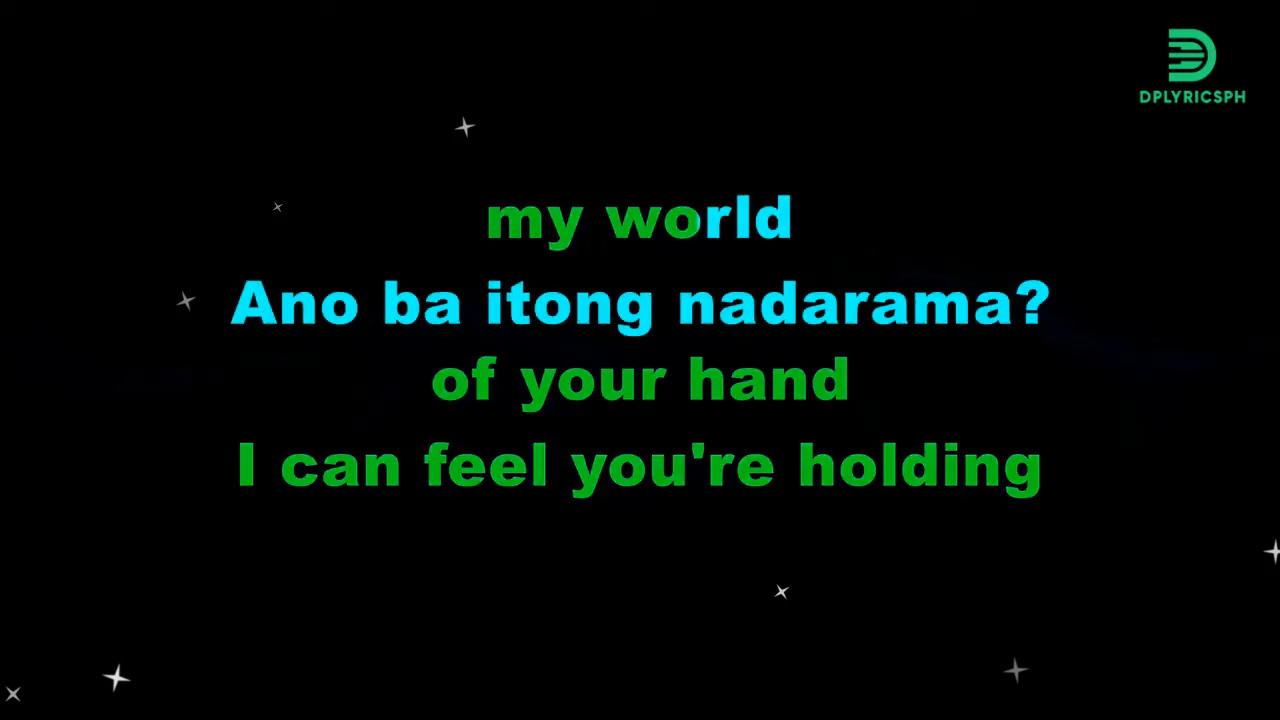 DPLYRICSPH
my world
Ano ba itong nadarama?
of your hand
I can feel you're holding